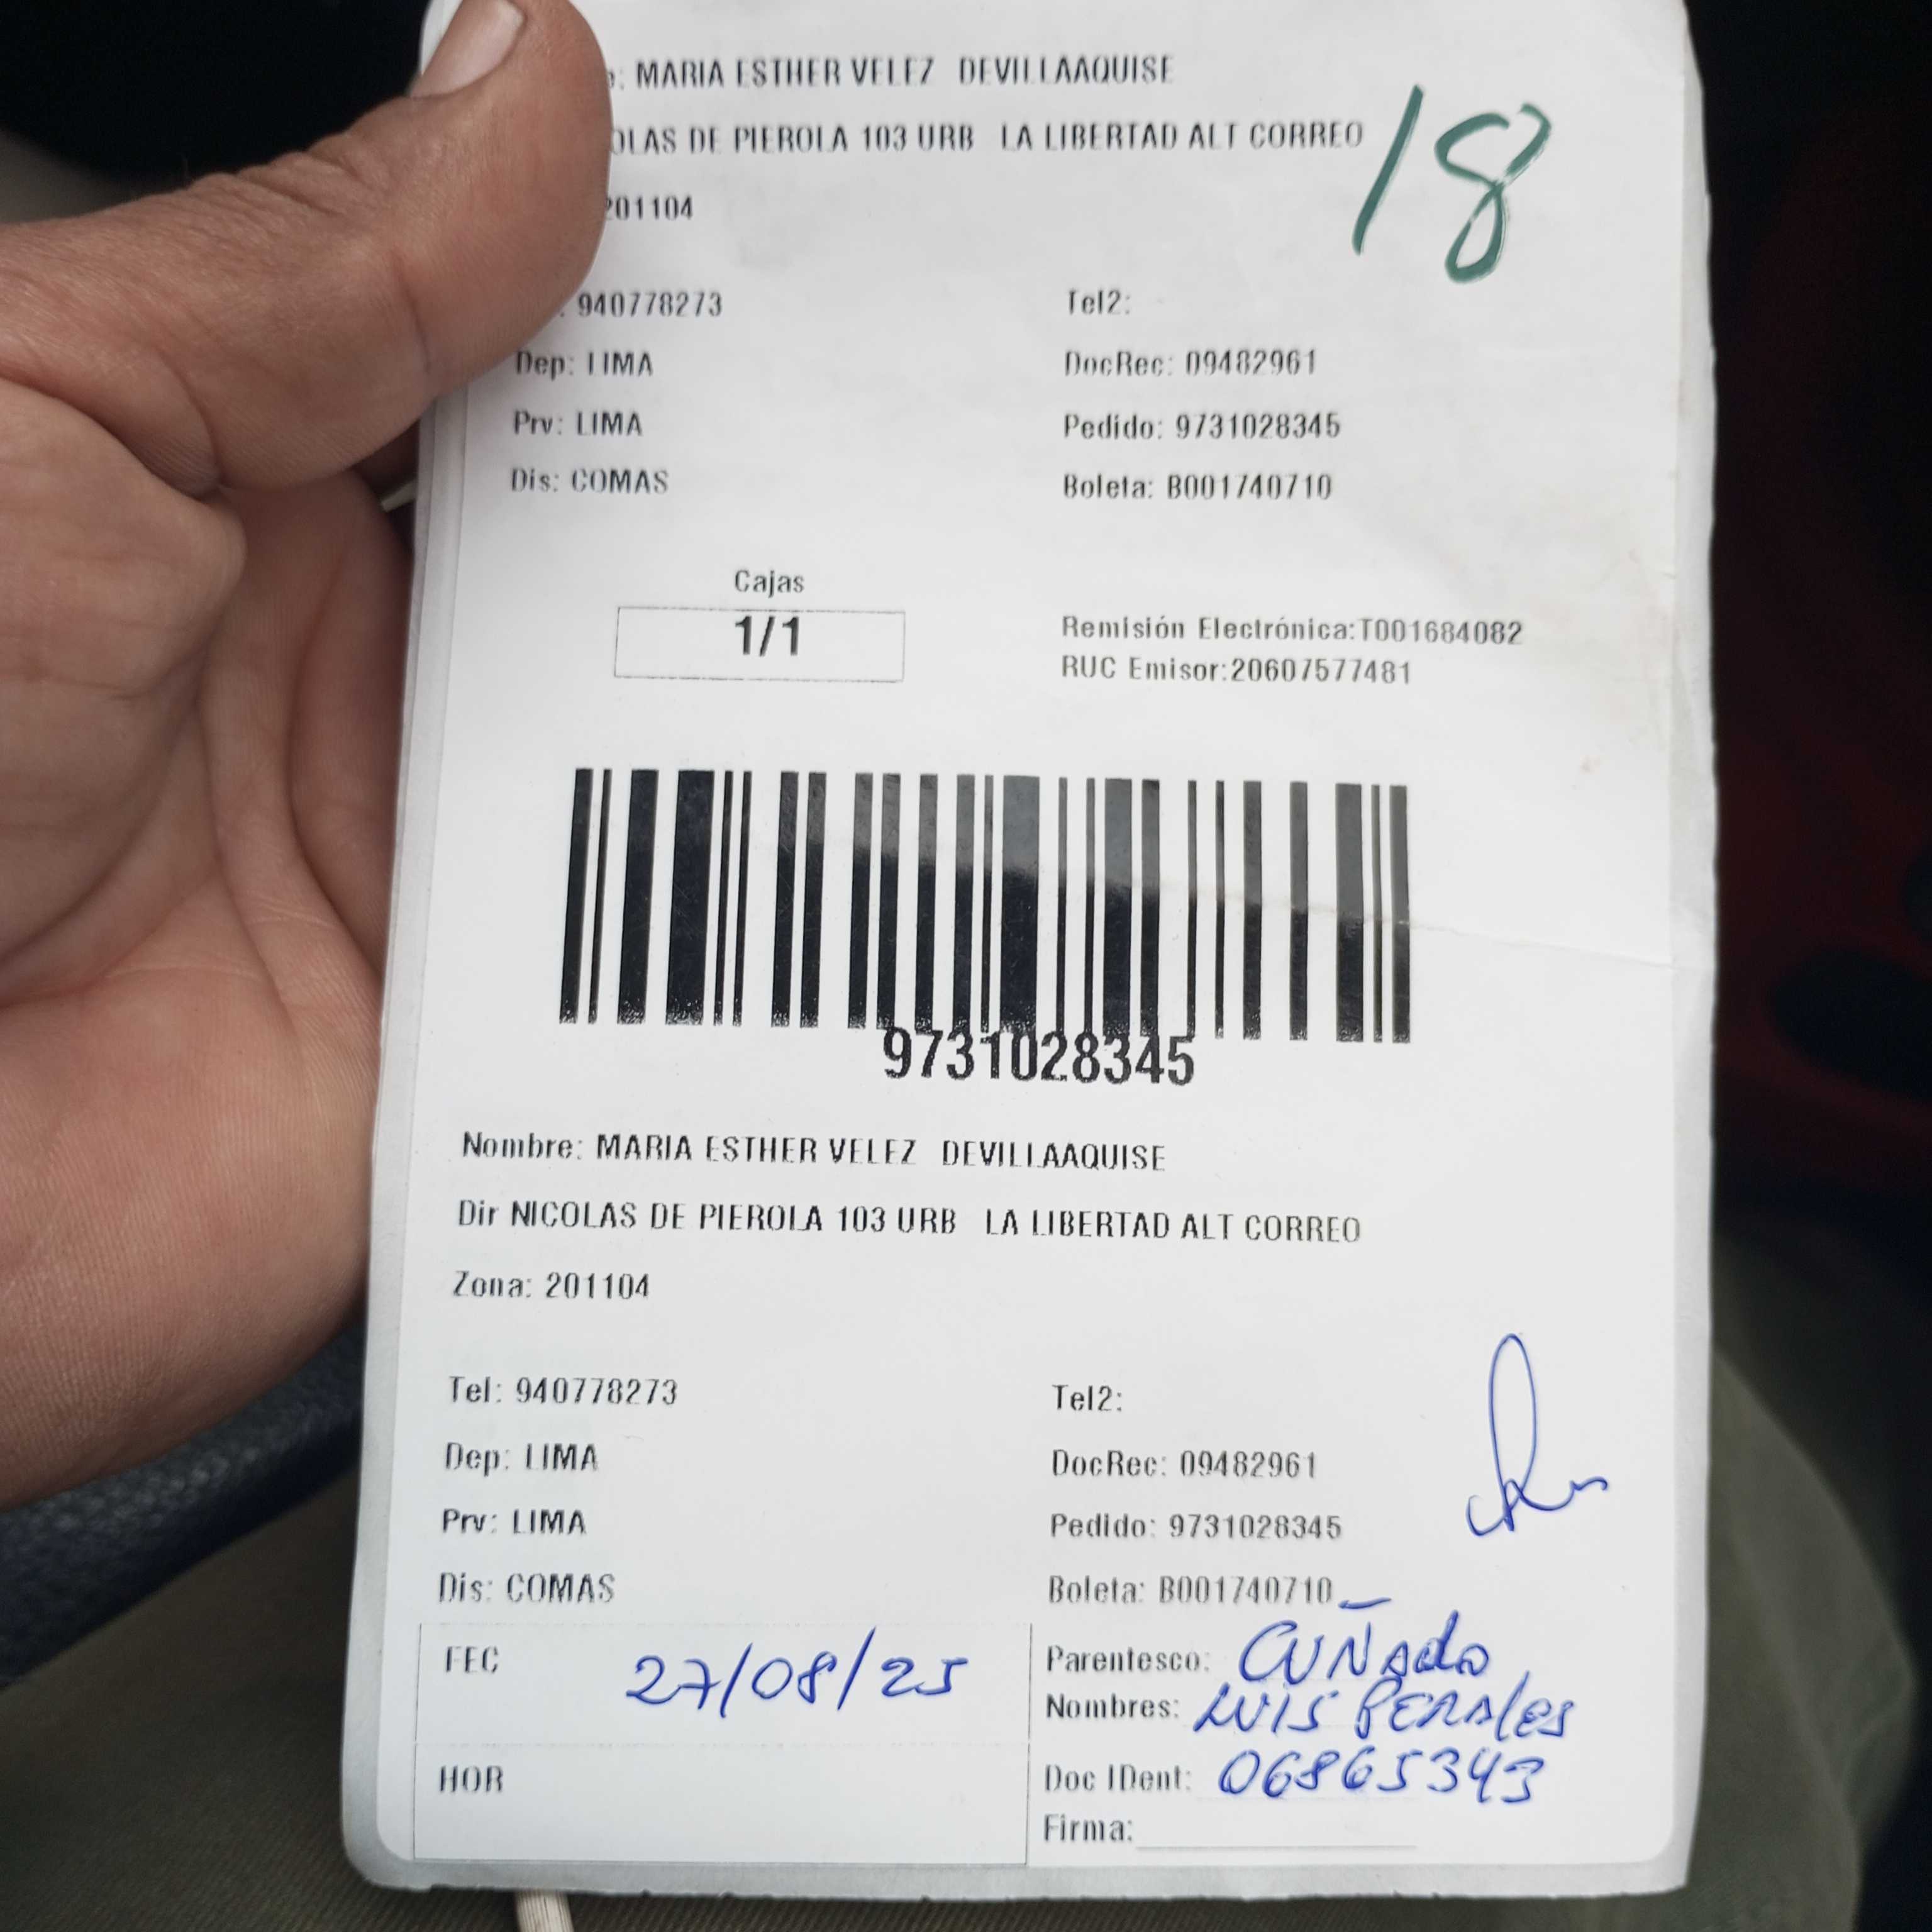 : MARIA ESTHER VELEZ DEVILLAAQUISE
OLAS DE PIEROLA 103 URB LA LIBERTAD ALT CORREO
18
201104
940778273 Tel2:
Dep: LIMA DocRec: 09482961
Prv: LIMA Pedido: 9731028345
Dis: COMAS Boleta: B001740710
Cajas
1/1
Remisión Electrónica:T001684082
RUC Emisor:20607577481
9731028345
Nombre: MARIA ESTHER VELEZ DEVILLAAQUISE
Dir NICOLAS DE PIEROLA 103 URB LA LIBERTAD ALT CORREO
Zona: 201104
Tel: 940778273 Tel2:
Dep: LIMA DocRec: 09482961
Prv: LIMA Pedido: 9731028345
Dis: COMAS Boleta: B001740710
FEC 27/08/25 Parentesco: CUÑADO
Nombres: LUIS PERALES
HOR Doc IDent: 06865343
Firma: